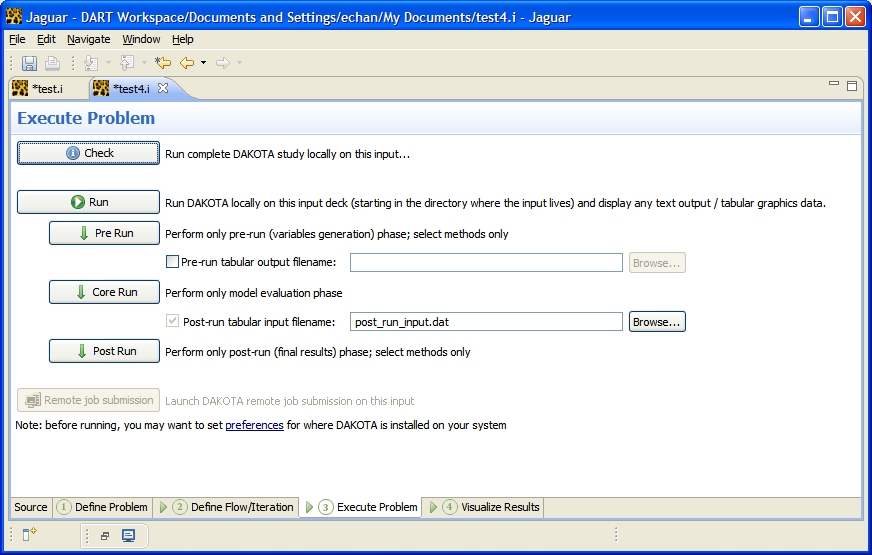 Jaguar - DART Workspace/Documents and Settings/echan/My Documents/test4.i - Jaguar
File Edit Navigate Window Help
*test.i *test4.i
Execute Problem
Check Run complete DAKOTA study locally on this input...
Run Run DAKOTA locally on this input deck (starting in the directory where the input lives) and display any text output / tabular graphics data.
Pre Run Perform only pre-run (variables generation) phase; select methods only
Pre-run tabular output filename: Browse...
Core Run Perform only model evaluation phase
Post-run tabular input filename: post_run_input.dat Browse...
Post Run Perform only post-run (final results) phase; select methods only
Remote job submission Launch DAKOTA remote job submission on this input
Note: before running, you may want to set preferences for where DAKOTA is installed on your system
Source 1 Define Problem 2 Define Flow/Iteration 3 Execute Problem 4 Visualize Results